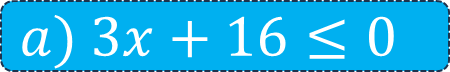 a) 3x + 16 ≤ 0